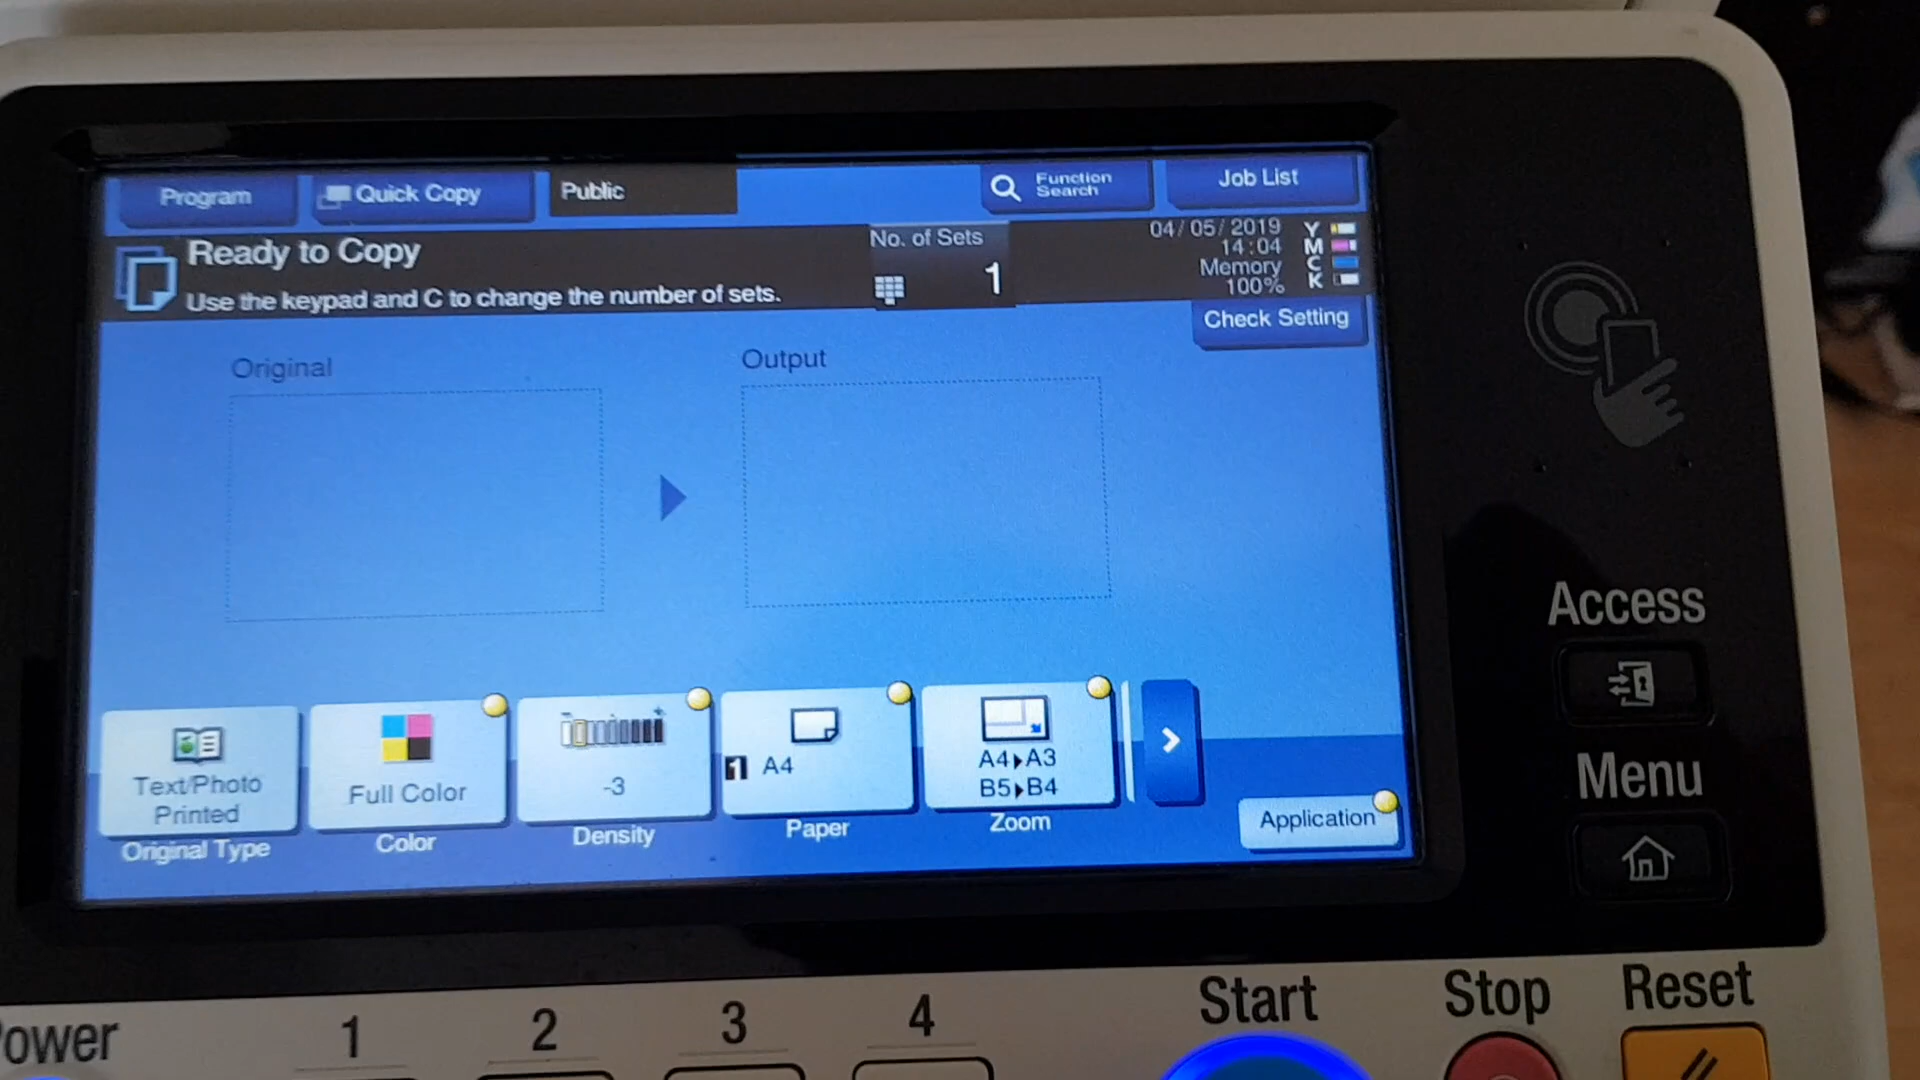 Program
Quick Copy
Public
Function
Search
Job List
Ready to Copy
Use the keypad and C to change the number of sets.
No. of Sets
1
04/05/2019
14:04
Memory
100%
Y
M
C
K
Check Setting
Original
Output
Text/Photo
Printed
Original Type
Full Color
Color
-3
Density
1 A4
Paper
A4▶A3
B5▶B4
Zoom
Application
Access
Menu
Power
1
2
3
4
Start
Stop
Reset